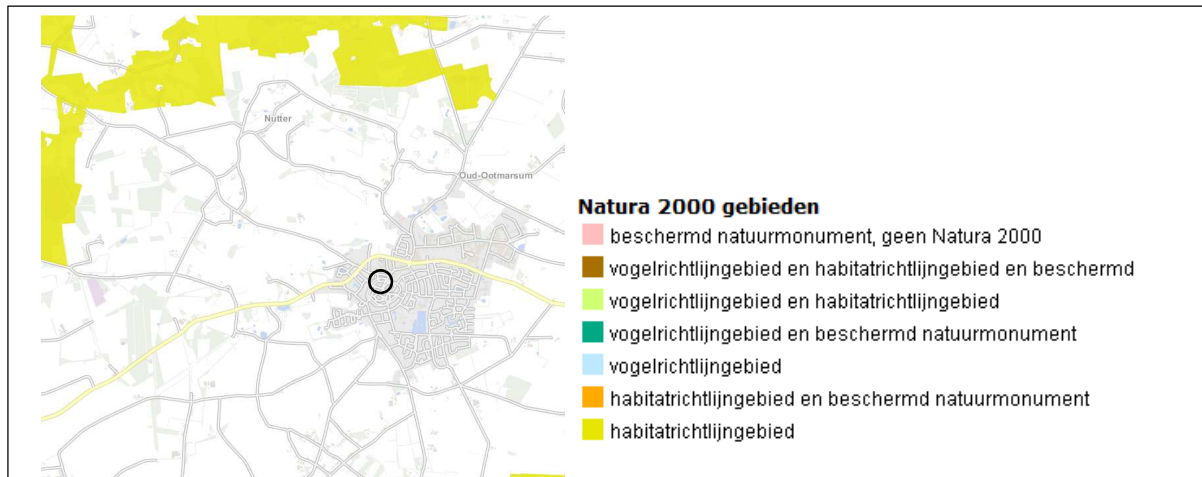 Nutter
Oud-Ootmarsum
Natura 2000 gebieden
beschermd natuurmonument, geen Natura 2000
vogelrichtlijngebied en habitatrichtlijngebied en beschermd
vogelrichtlijngebied en habitatrichtlijngebied
vogelrichtlijngebied en beschermd natuurmonument
vogelrichtlijngebied
habitatrichtlijngebied en beschermd natuurmonument
habitatrichtlijngebied